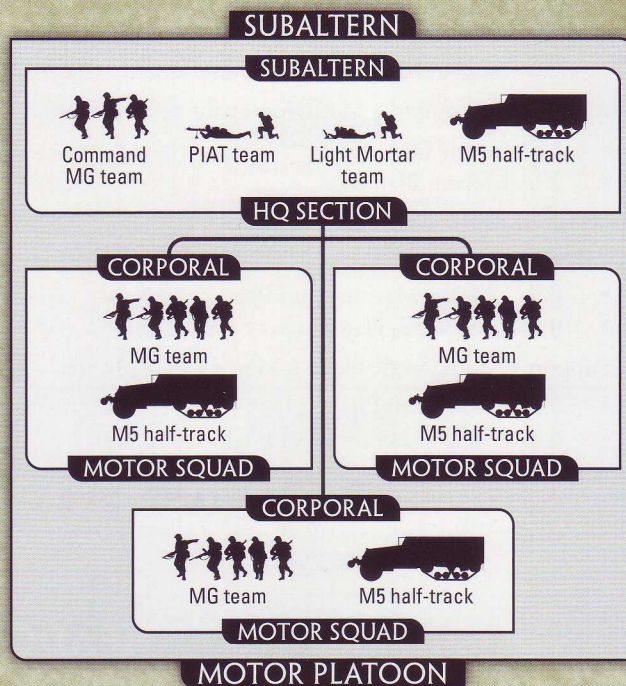 SUBALTERN
SUBALTERN
Command
MG team
PIAT team
Light Mortar
team
M5 half-track
HQ SECTION
CORPORAL
MG team
M5 half-track
MOTOR SQUAD
CORPORAL
MG team
M5 half-track
MOTOR SQUAD
CORPORAL
MG team
M5 half-track
MOTOR SQUAD
MOTOR PLATOON